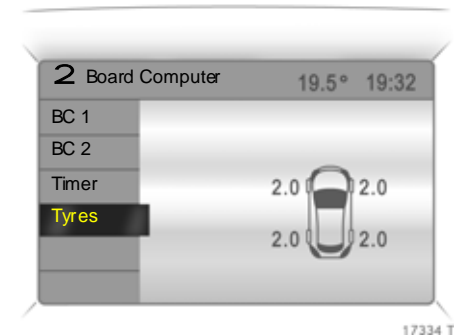 2 Board Computer 19.5° 19:32
BC 1
BC 2
Timer
Tyres
2.0 2.0
2.0 2.0
17334 T